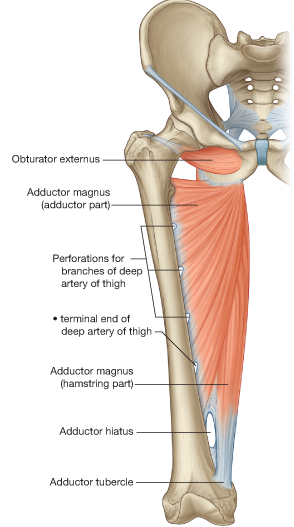 Obturator externus
Adductor magnus
(adductor part)
Perforations for
branches of deep
artery of thigh
• terminal end of
deep artery of thigh
Adductor magnus
(hamstring part)
Adductor hiatus
Adductor tubercle